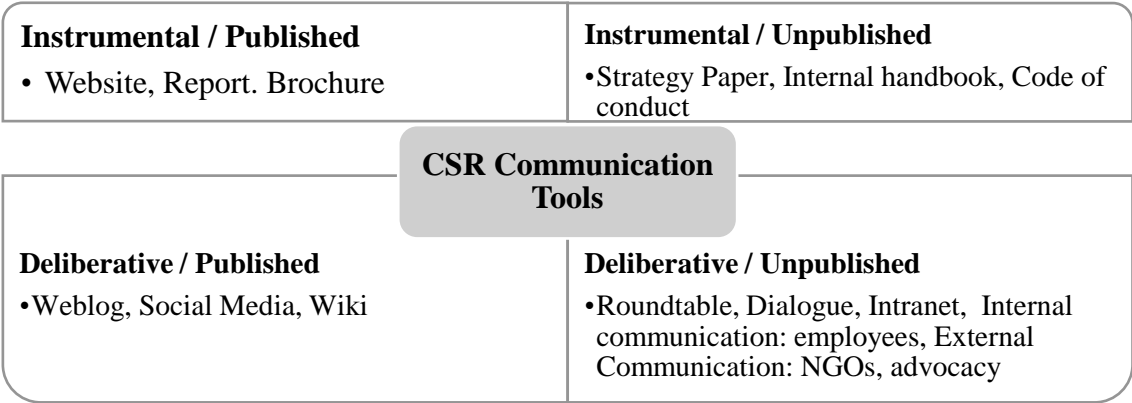 Instrumental / Published
• Website, Report. Brochure
Instrumental / Unpublished
•Strategy Paper, Internal handbook, Code of
conduct
CSR Communication
Tools
Deliberative / Published
•Weblog, Social Media, Wiki
Deliberative / Unpublished
•Roundtable, Dialogue, Intranet, Internal
communication: employees, External
Communication: NGOs, advocacy